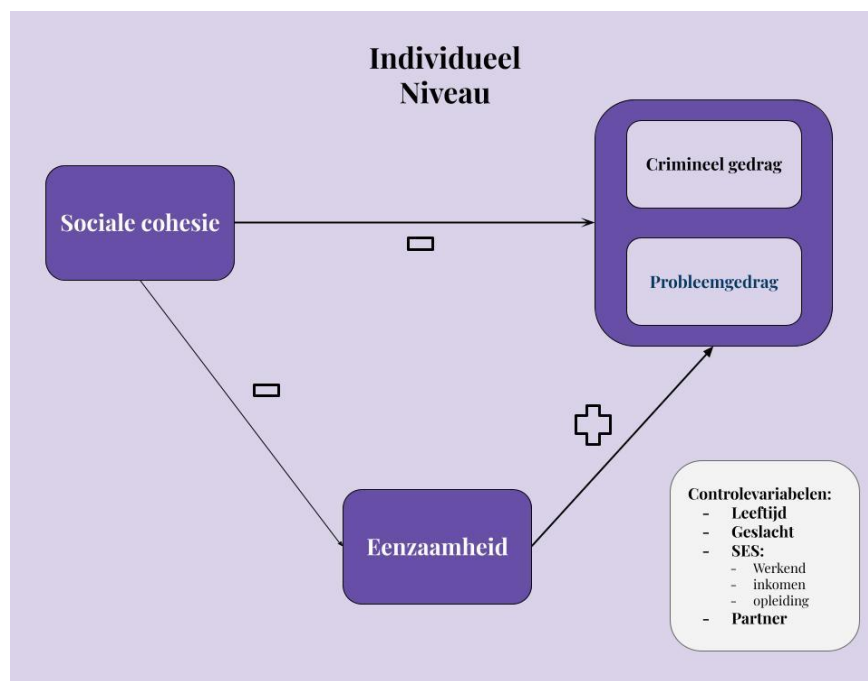 Individueel
Niveau
Crimineel gedrag
Sociale cohesie
Probleemgedrag
Eenzaamheid
Controlevariabelen:
- Leeftijd
- Geslacht
- SES:
- Werkend
- inkomen
- opleiding
- Partner